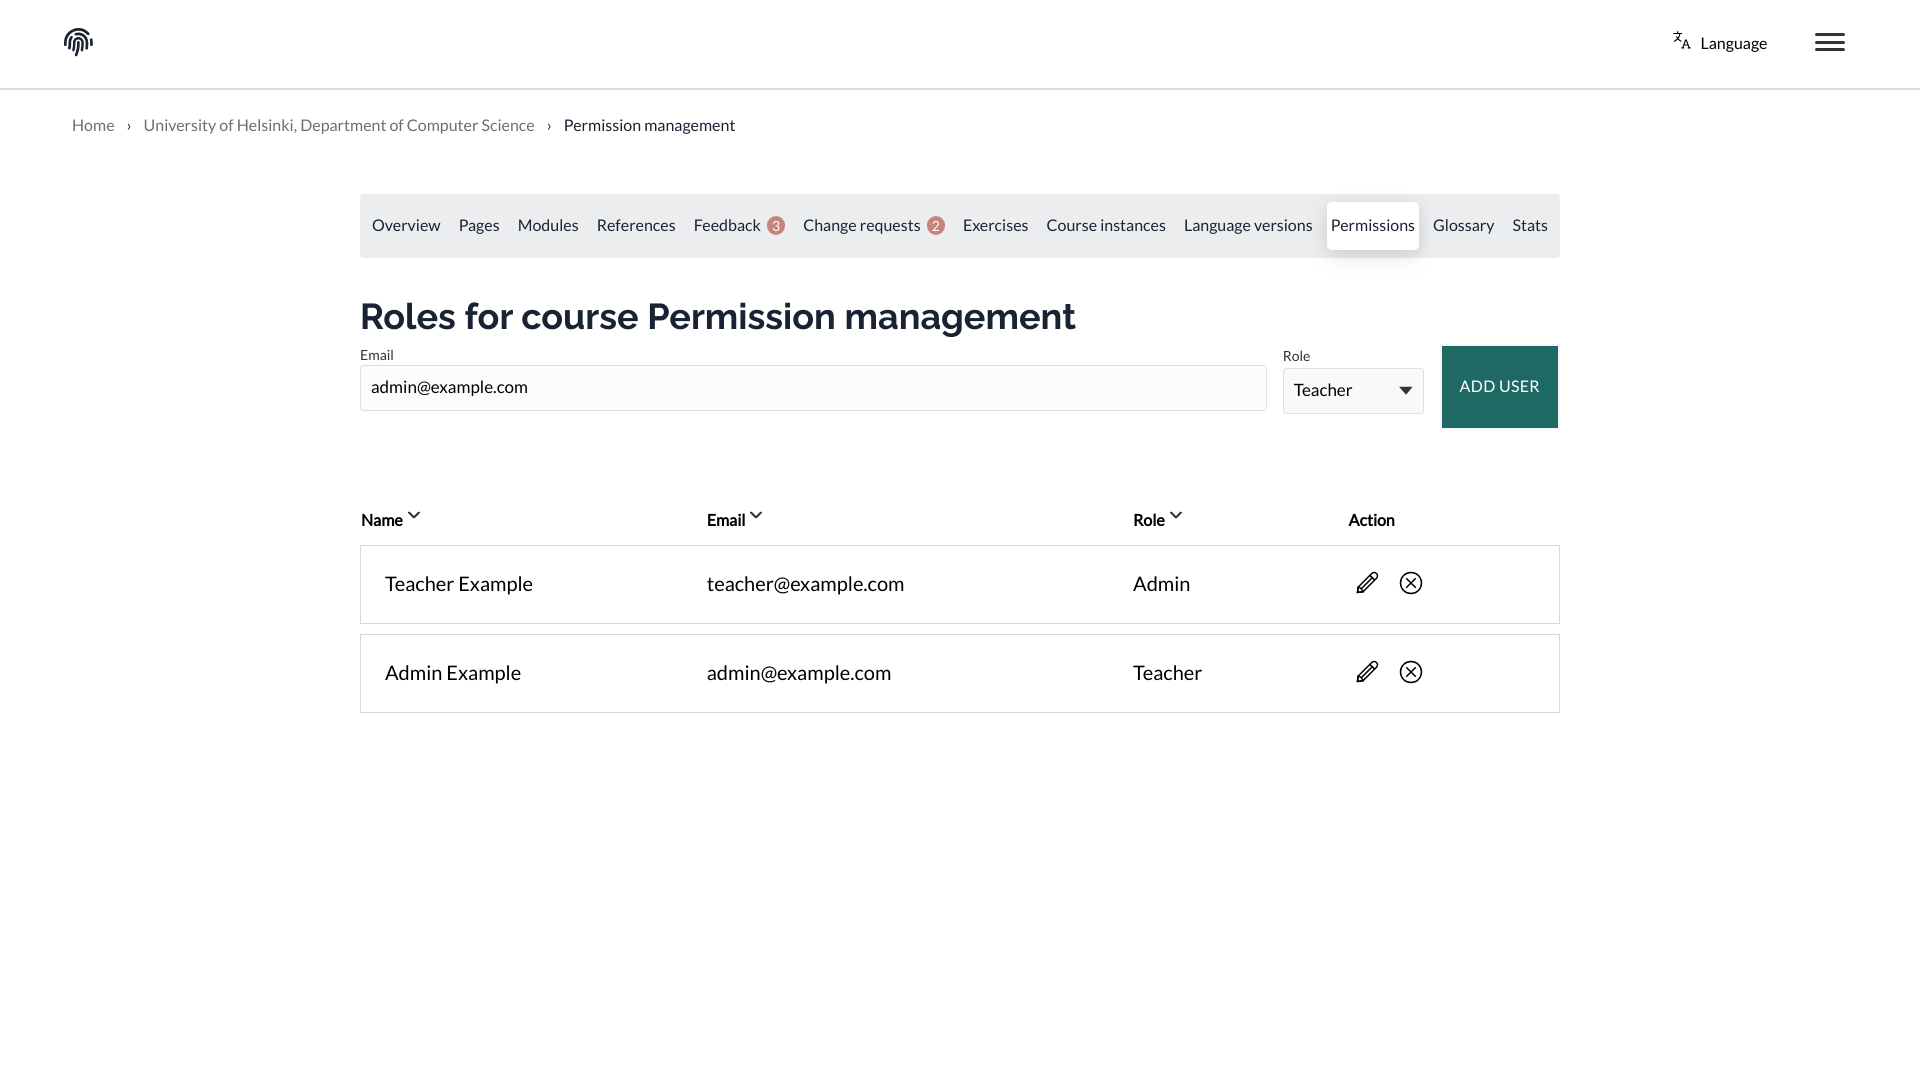 Language
Home › University of Helsinki, Department of Computer Science › Permission management
Overview Pages Modules References Feedback 3 Change requests 2 Exercises Course instances Language versions Permissions Glossary Stats
Roles for course Permission management
Email
Role
admin@example.com
Teacher
ADD USER
Name Email Role Action
Teacher Example teacher@example.com Admin
Admin Example admin@example.com Teacher